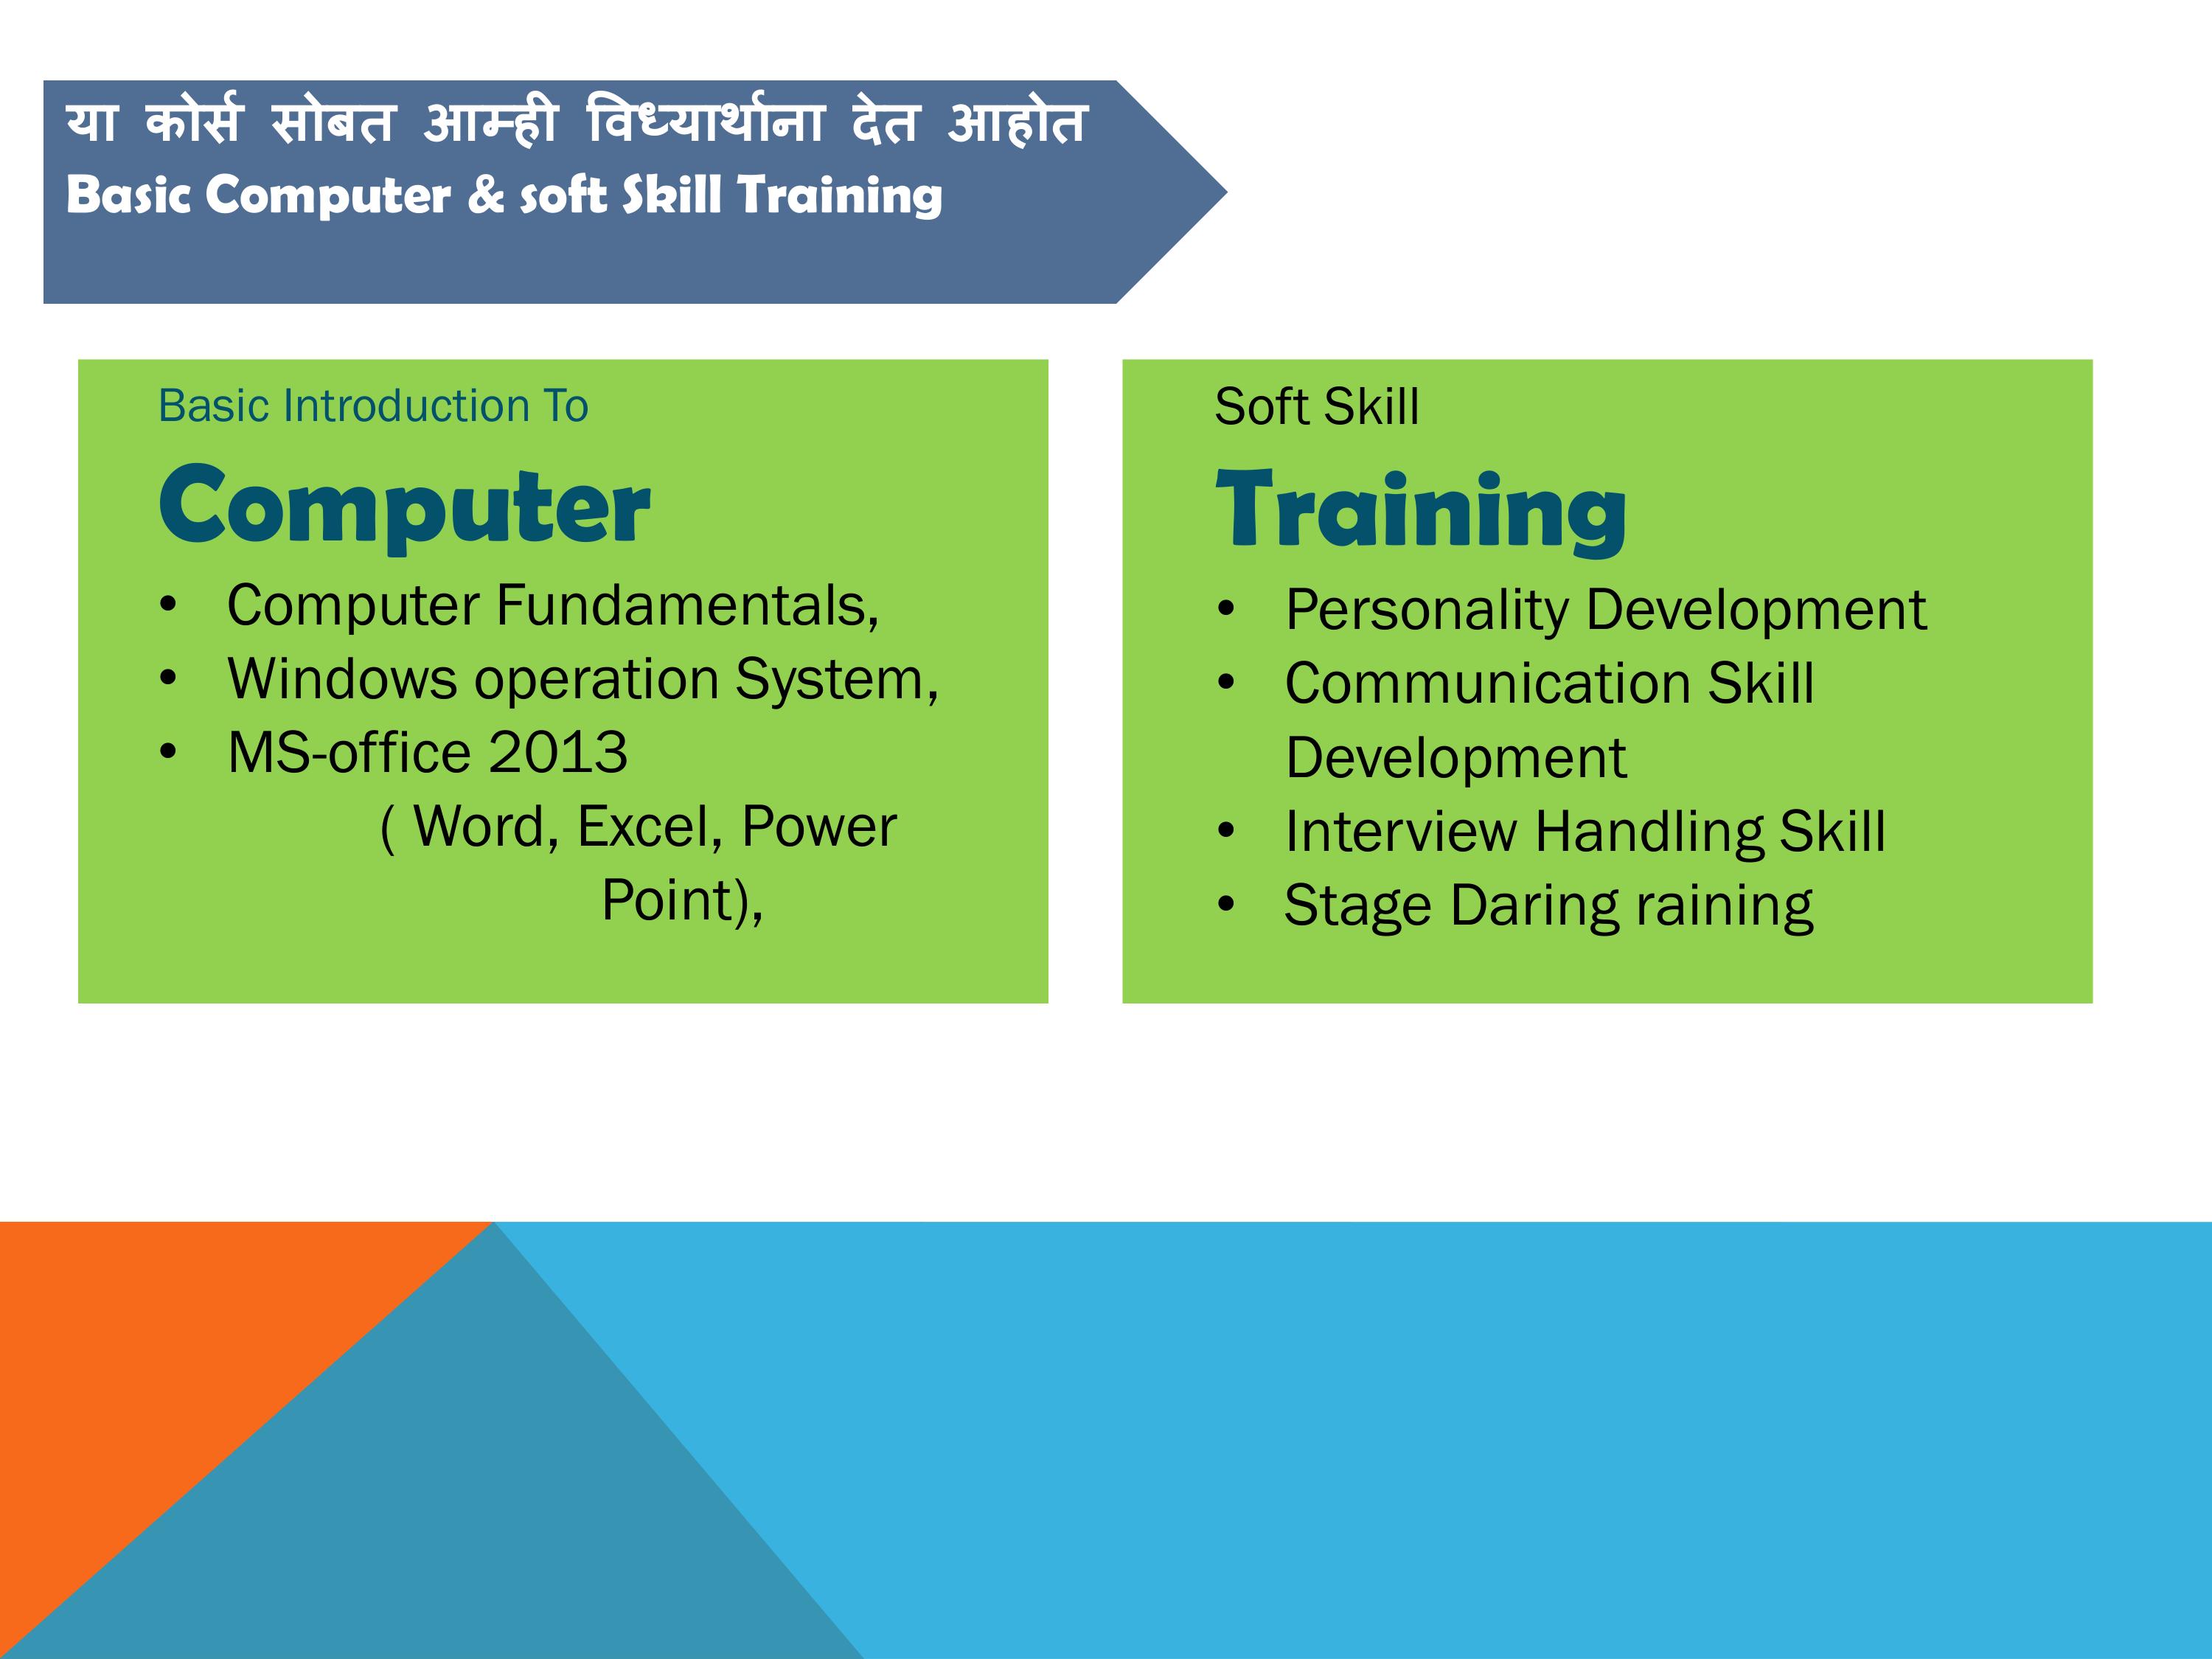 या कोर्स सोबत आम्ही विध्यार्थाना देत आहोत
Basic Computer & soft Skill Training
Basic Introduction To
Computer
• Computer Fundamentals,
• Windows operation System,
• MS-office 2013
( Word, Excel, Power
Point),
Soft Skill
Training
• Personality Development
• Communication Skill
Development
• Interview Handling Skill
• Stage Daring raining